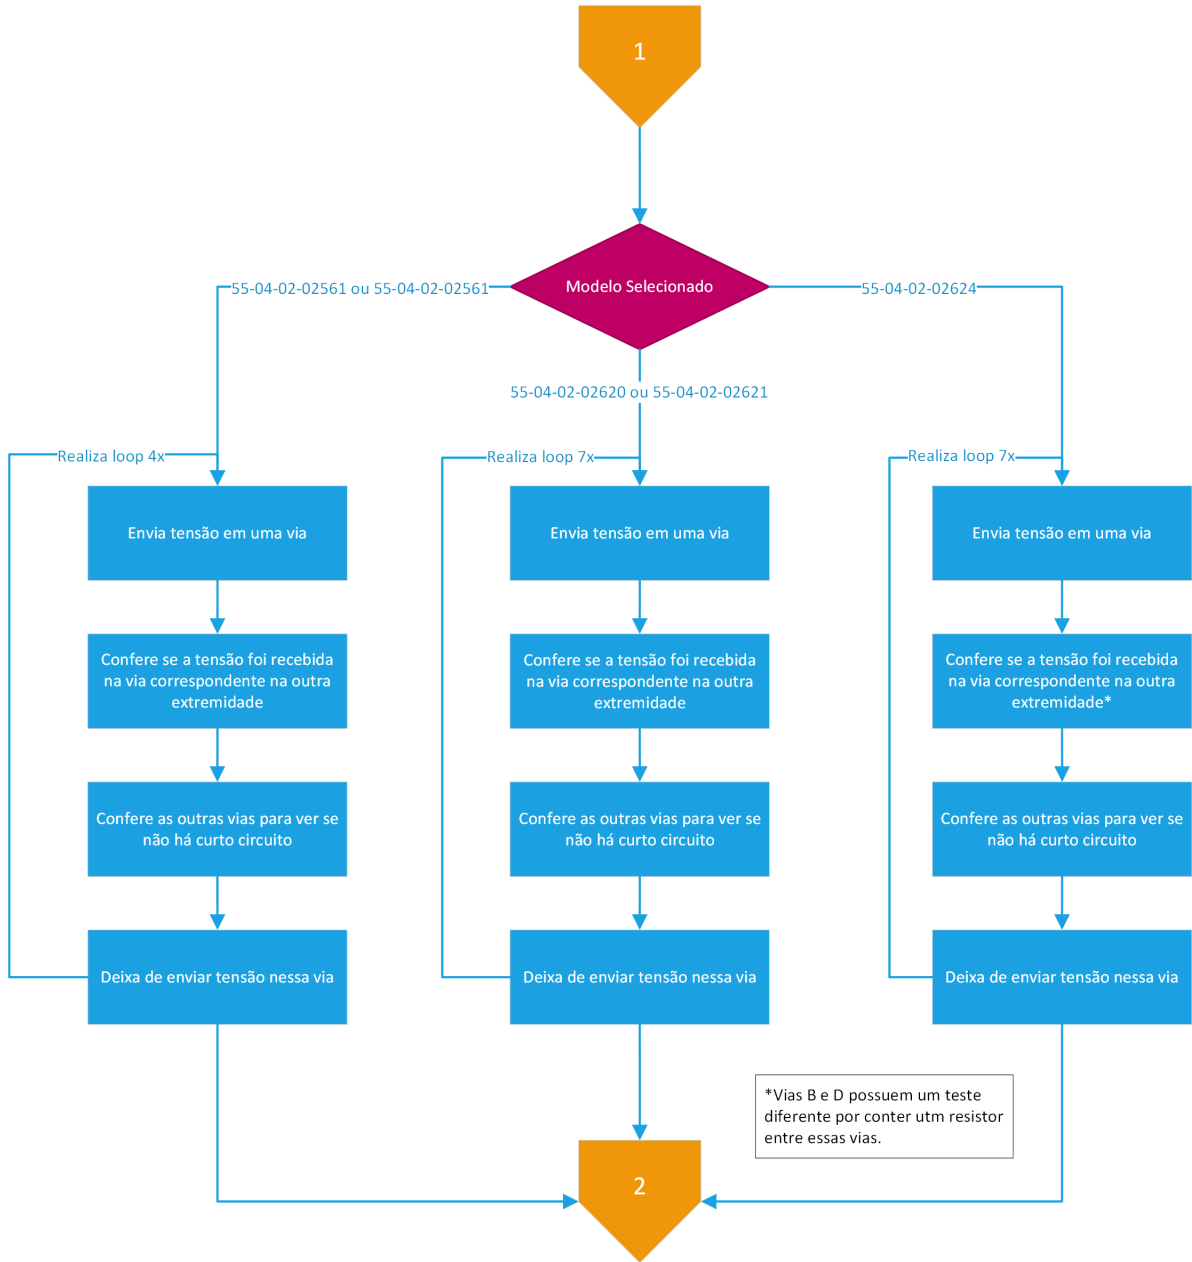 1
Modelo Selecionado
55-04-02-02561 ou 55-04-02-02561
55-04-02-02624
55-04-02-02620 ou 55-04-02-02621
Realiza loop 4x
Realiza loop 7x
Realiza loop 7x
Envia tensão em uma via
Envia tensão em uma via
Envia tensão em uma via
Confere se a tensão foi recebida
na via correspondente na outra
extremidade
Confere se a tensão foi recebida
na via correspondente na outra
extremidade
Confere se a tensão foi recebida
na via correspondente na outra
extremidade*
Confere as outras vias para ver se
não há curto circuito
Confere as outras vias para ver se
não há curto circuito
Confere as outras vias para ver se
não há curto circuito
Deixa de enviar tensão nessa via
Deixa de enviar tensão nessa via
Deixa de enviar tensão nessa via
*Vias B e D possuem um teste
diferente por conter utm resistor
entre essas vias.
2